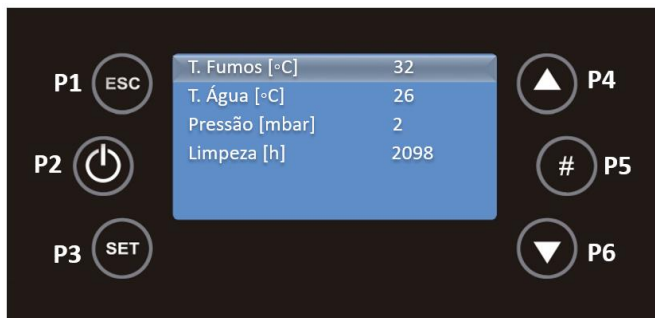 P1 ESC
T. Fumos [°C] 32
P4
T. Água [°C] 26
Pressão [mbar] 2
P2
Limpeza [h] 2098
# P5
P3 SET
P6